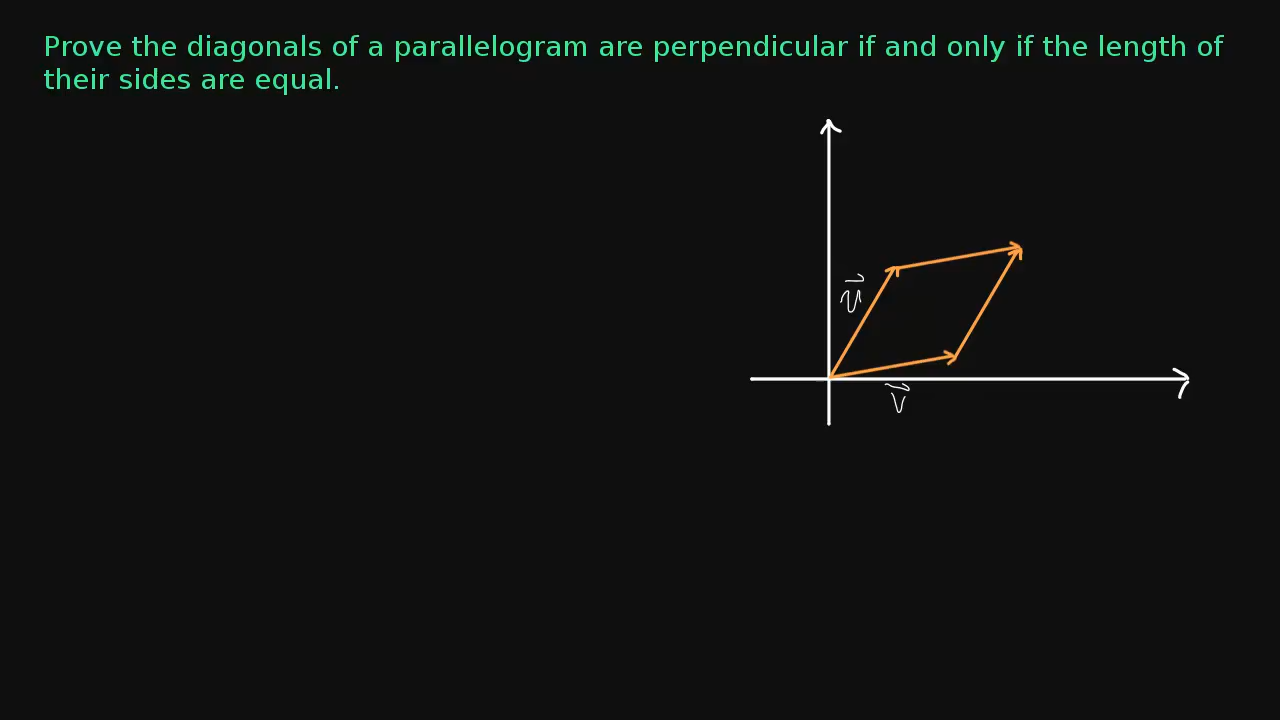 Prove the diagonals of a parallelogram are perpendicular if and only if the length of
their sides are equal.
u⃗
v⃗